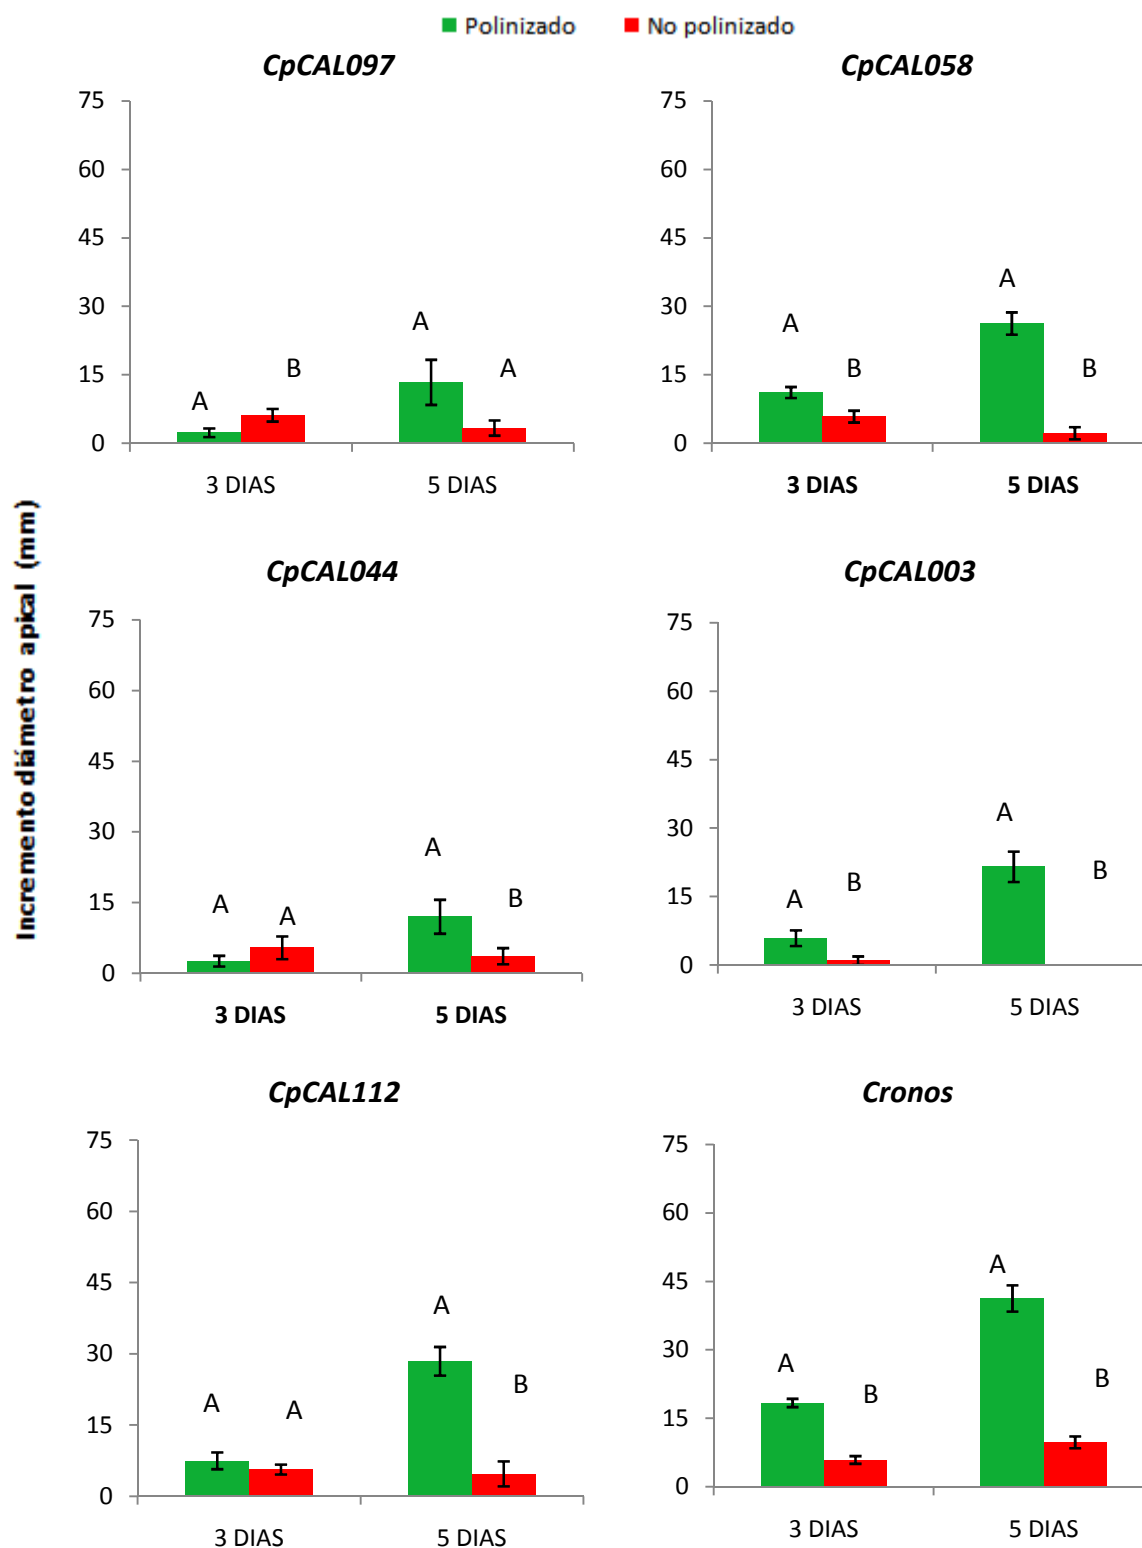 Polinizado No polinizado
Incremento diámetro apical (mm)
CpCAL097
75
60
45
30
15
0
A
B
A
A
3 DIAS 5 DIAS
CpCAL058
75
60
45
30
15
0
A
B
A
B
3 DIAS 5 DIAS
CpCAL044
75
60
45
30
15
0
A
A
A
B
3 DIAS 5 DIAS
CpCAL003
75
60
45
30
15
0
A
B
A
B
3 DIAS 5 DIAS
CpCAL112
75
60
45
30
15
0
A
A
A
B
3 DIAS 5 DIAS
Cronos
75
60
45
30
15
0
A
B
A
B
3 DIAS 5 DIAS